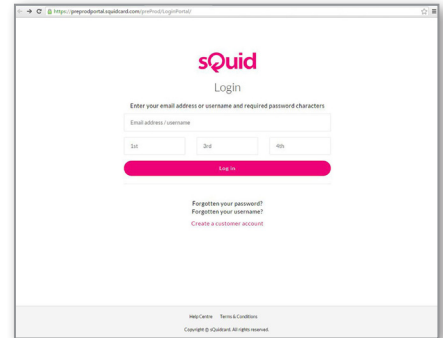 https://preprodportal.squidcard.com/preProd/LoginPortal/
sQuid
Login
Enter your email address or username and required password characters
Email address / username
1st 3rd 4th
Log in
Forgotten your password?
Forgotten your username?
Create a customer account
Help Centre Terms & Conditions
Copyright © sQuidcard. All rights reserved.